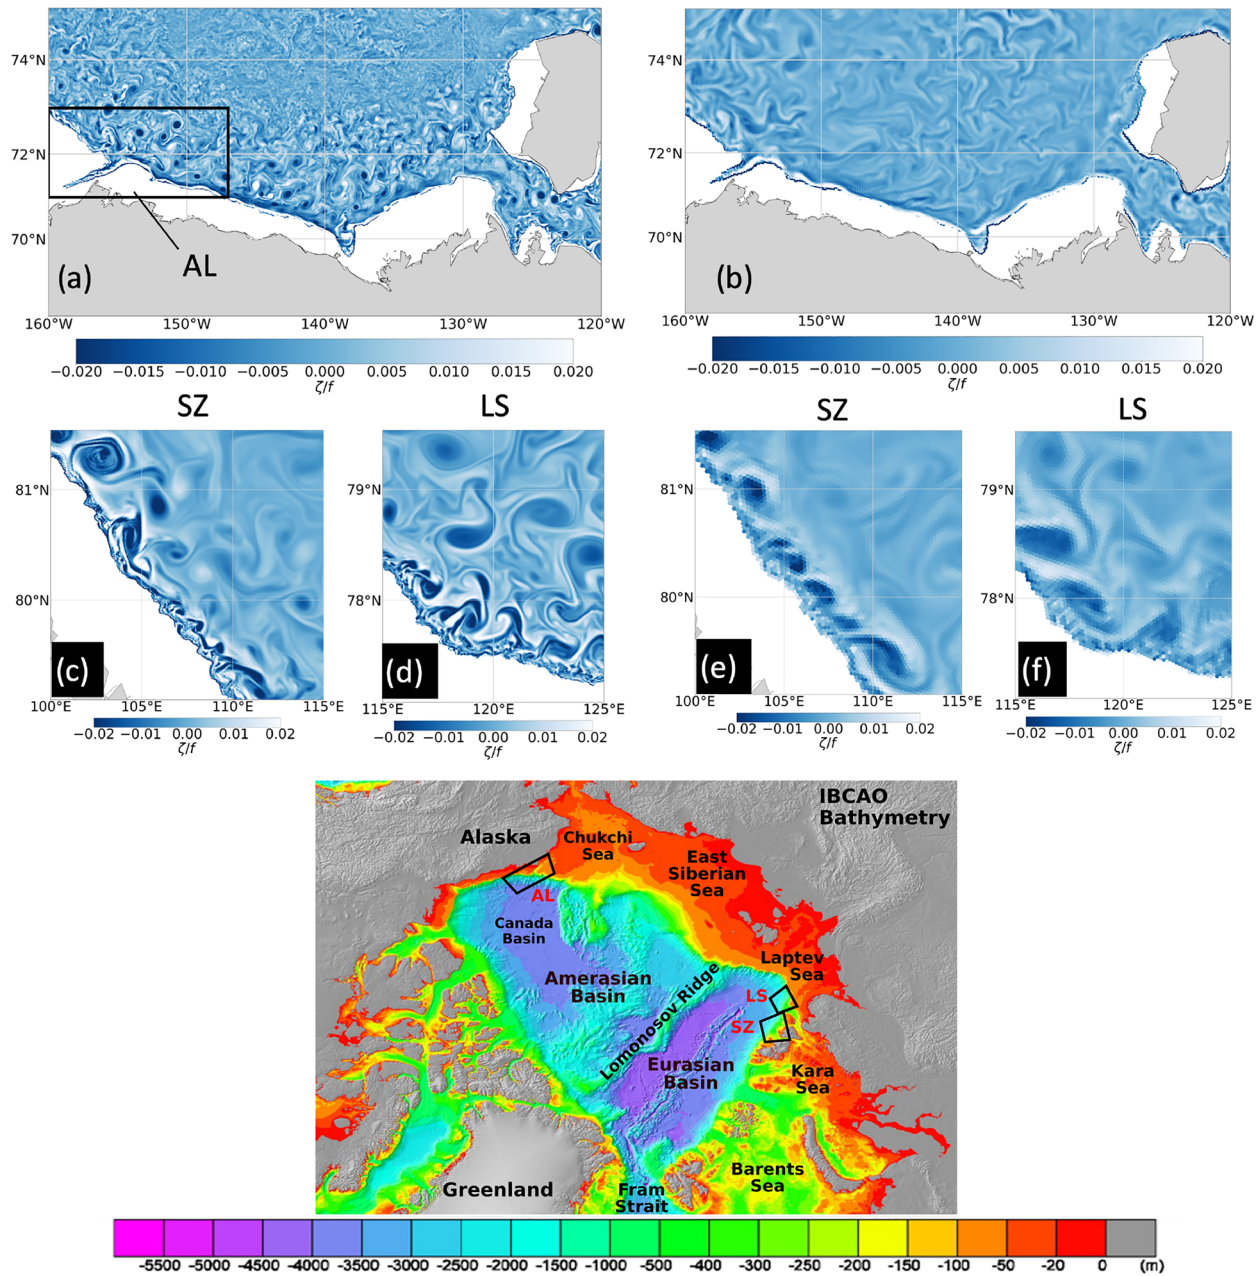 74°N
72°N
70°N
AL
(a)
160°W 150°W 140°W 130°W 120°W
−0.020 −0.015 −0.010 −0.005 0.000 0.005 0.010 0.015 0.020
ζ/f
74°N
72°N
70°N
(b)
160°W 150°W 140°W 130°W 120°W
−0.020 −0.015 −0.010 −0.005 0.000 0.005 0.010 0.015 0.020
ζ/f
SZ
81°N
80°N
(c)
100°E 105°E 110°E 115°E
−0.02 −0.01 0.00 0.01 0.02
ζ/f
LS
79°N
78°N
(d)
115°E 120°E 125°E
−0.02 −0.01 0.00 0.01 0.02
ζ/f
SZ
81°N
80°N
(e)
100°E 105°E 110°E 115°E
−0.02 −0.01 0.00 0.01 0.02
ζ/f
LS
79°N
78°N
(f)
115°E 120°E 125°E
−0.02 −0.01 0.00 0.01 0.02
ζ/f
IBCAO
Bathymetry
Alaska
Chukchi
Sea
East
Siberian
Sea
AL
Canada
Basin
Amerasian
Basin
Laptev
Sea
LS
SZ
Lomonosov Ridge
Eurasian
Basin
Kara
Sea
Barents
Sea
Greenland
Fram
Strait
-5500 -5000 -4500 -4000 -3500 -3000 -2500 -2000 -1500 -1000 -500 -400 -300 -250 -200 -150 -100 -50 -20 0 (m)